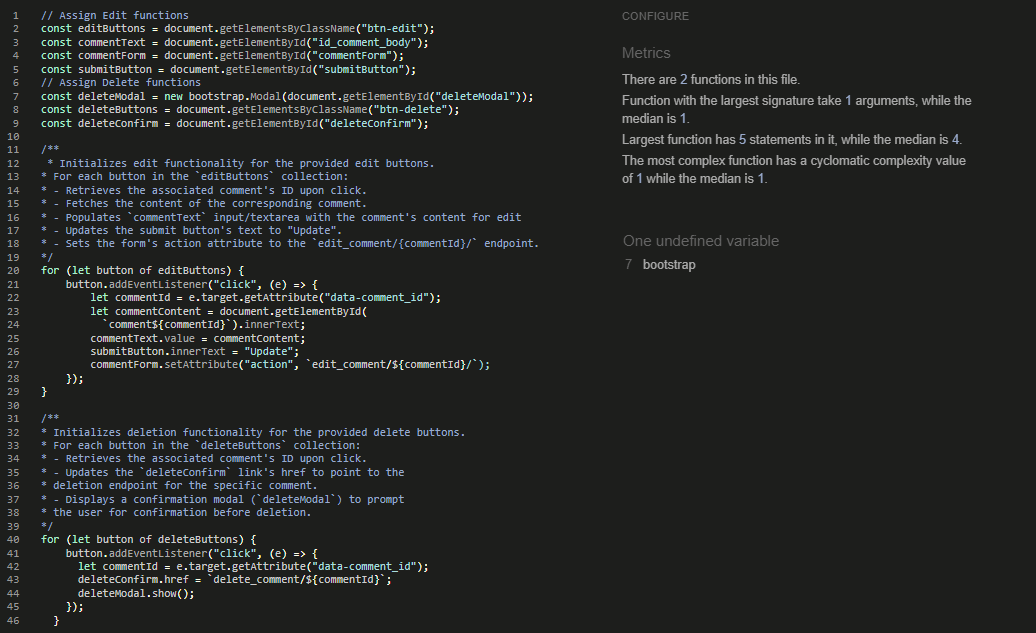 1 // Assign Edit functions
2 const editButtons = document.getElementsByClassName("btn-edit");
3 const commentText = document.getElementById("id_comment_body");
4 const commentForm = document.getElementById("commentForm");
5 const submitButton = document.getElementById("submitButton");
6 // Assign Delete functions
7 const deleteModal = new bootstrap.Modal(document.getElementById("deleteModal"));
8 const deleteButtons = document.getElementsByClassName("btn-delete");
9 const deleteConfirm = document.getElementById("deleteConfirm");
10
11 /**
12  * Initializes edit functionality for the provided edit buttons.
13 * For each button in the `editButtons` collection:
14 * - Retrieves the associated comment's ID upon click.
15 * - Fetches the content of the corresponding comment.
16 * - Populates `commentText` input/textarea with the comment's content for edit
17 * - Updates the submit button's text to "Update".
18 * - Sets the form's action attribute to the `edit_comment/{commentId}/` endpoint.
19 */
20 for (let button of editButtons) {
21     button.addEventListener("click", (e) => {
22         let commentId = e.target.getAttribute("data-comment_id");
23         let commentContent = document.getElementById(
24           `comment${commentId}`).innerText;
25         commentText.value = commentContent;
26         submitButton.innerText = "Update";
27         commentForm.setAttribute("action", `edit_comment/${commentId}/`);
28     });
29 }
30
31 /**
32 * Initializes deletion functionality for the provided delete buttons.
33 * For each button in the `deleteButtons` collection:
34 * - Retrieves the associated comment's ID upon click.
35 * - Updates the `deleteConfirm` link's href to point to the
36 * deletion endpoint for the specific comment.
37 * - Displays a confirmation modal (`deleteModal`) to prompt
38 * the user for confirmation before deletion.
39 */
40 for (let button of deleteButtons) {
41     button.addEventListener("click", (e) => {
42       let commentId = e.target.getAttribute("data-comment_id");
43       deleteConfirm.href = `delete_comment/${commentId}`;
44       deleteModal.show();
45     });
46   }
CONFIGURE
Metrics
There are 2 functions in this file.
Function with the largest signature take 1 arguments, while the
median is 1.
Largest function has 5 statements in it, while the median is 4.
The most complex function has a cyclomatic complexity value
of 1 while the median is 1.
One undefined variable
7 bootstrap